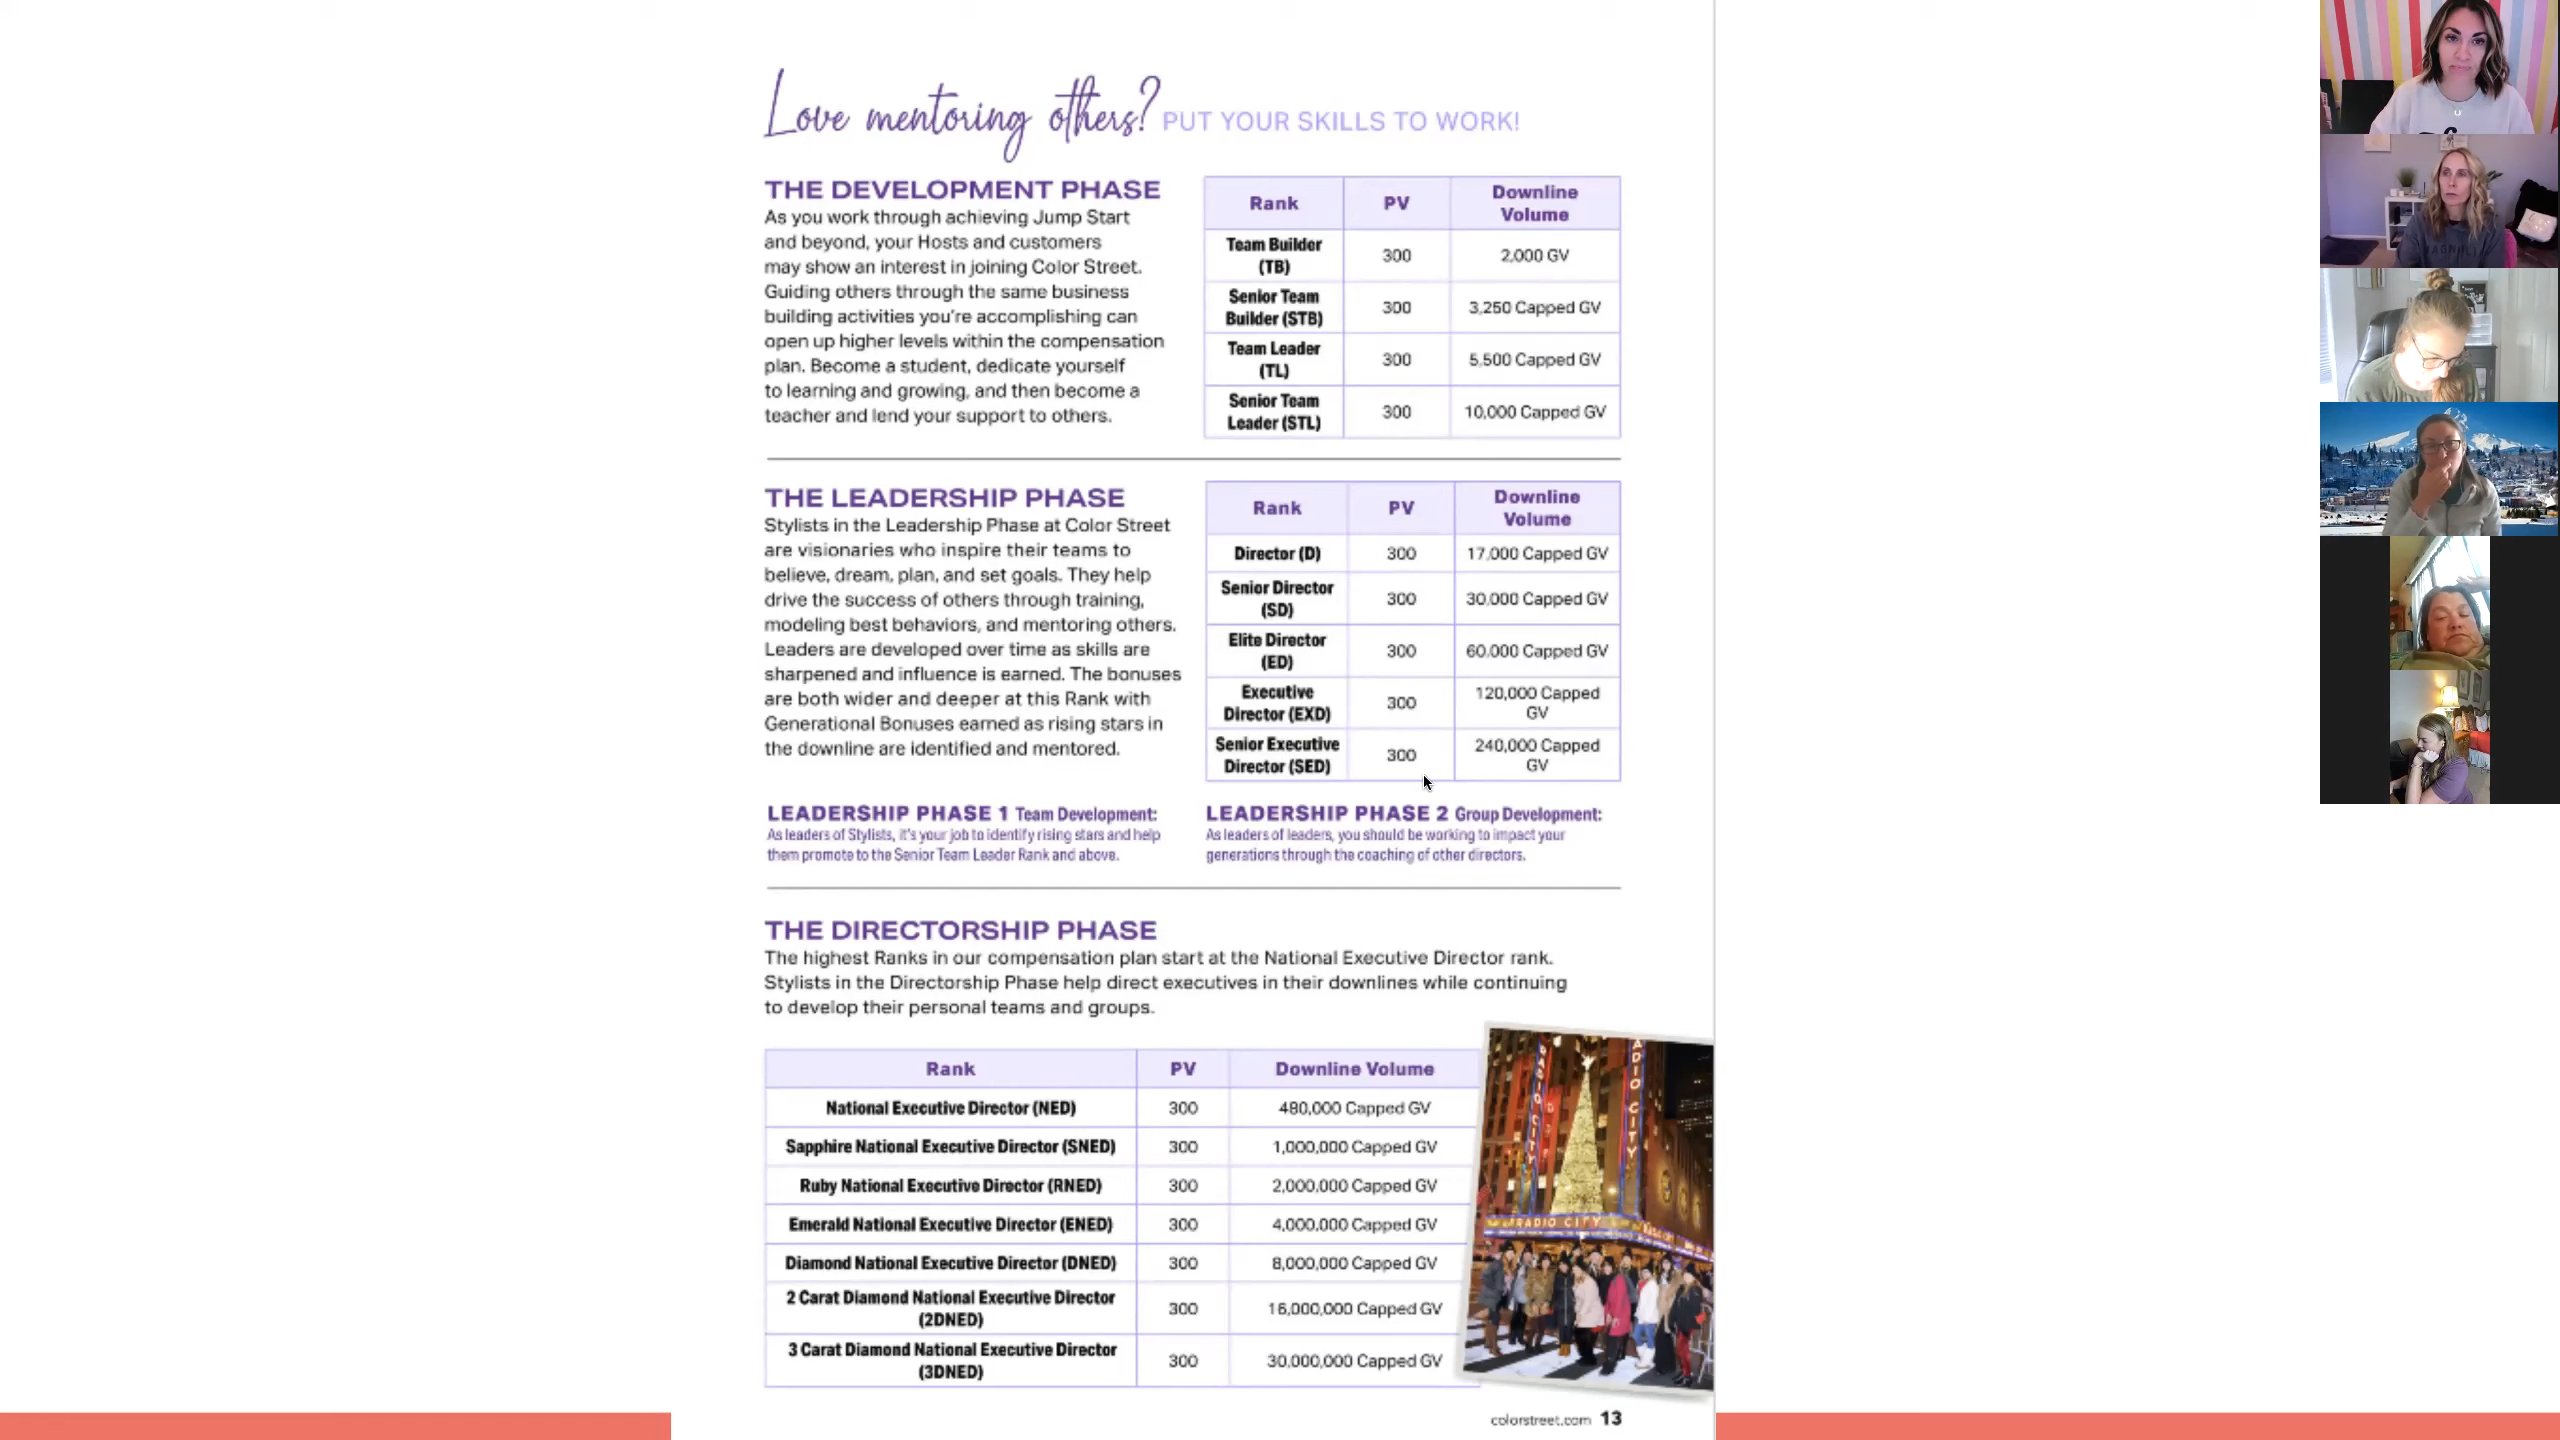 Love mentoring others? PUT YOUR SKILLS TO WORK!
THE DEVELOPMENT PHASE
As you work through achieving Jump Start
and beyond, your Hosts and customers
may show an interest in joining Color Street.
Guiding others through the same business
building activities you're accomplishing can
open up higher levels within the compensation
plan. Become a student, dedicate yourself
to learning and growing, and then become a
teacher and lend your support to others.
Rank PV Downline
Volume
Team Builder
(TB) 300 2,000 GV
Senior Team
Builder (STB) 300 3,250 Capped GV
Team Leader
(TL) 300 5,500 Capped GV
Senior Team
Leader (STL) 300 10,000 Capped GV
THE LEADERSHIP PHASE
Stylists in the Leadership Phase at Color Street
are visionaries who inspire their teams to
believe, dream, plan, and set goals. They help
drive the success of others through training,
modeling best behaviors, and mentoring others.
Leaders are developed over time as skills are
sharpened and influence is earned. The bonuses
are both wider and deeper at this Rank with
Generational Bonuses earned as rising stars in
the downline are identified and mentored.
Rank PV Downline
Volume
Director (D) 300 17,000 Capped GV
Senior Director
(SD) 300 30,000 Capped GV
Elite Director
(ED) 300 60,000 Capped GV
Executive
Director (EXD) 300 120,000 Capped
GV
Senior Executive
Director (SED) 300 240,000 Capped
GV
LEADERSHIP PHASE 1 Team Development:
As leaders of Stylists, it's your job to identify rising stars and help
them promote to the Senior Team Leader Rank and above.
LEADERSHIP PHASE 2 Group Development:
As leaders of leaders, you should be working to impact your
generations through the coaching of other directors.
THE DIRECTORSHIP PHASE
The highest Ranks in our compensation plan start at the National Executive Director rank.
Stylists in the Directorship Phase help direct executives in their downlines while continuing
to develop their personal teams and groups.
Rank PV Downline Volume
National Executive Director (NED) 300 480,000 Capped GV
Sapphire National Executive Director (SNED) 300 1,000,000 Capped GV
Ruby National Executive Director (RNED) 300 2,000,000 Capped GV
Emerald National Executive Director (ENED) 300 4,000,000 Capped GV
Diamond National Executive Director (DNED) 300 8,000,000 Capped GV
2 Carat Diamond National Executive Director
(2DNED) 300 16,000,000 Capped GV
3 Carat Diamond National Executive Director
(3DNED) 300 30,000,000 Capped GV
RADIO CITY
ADIO CITY
RADIO CITY
colorstreet.com 13